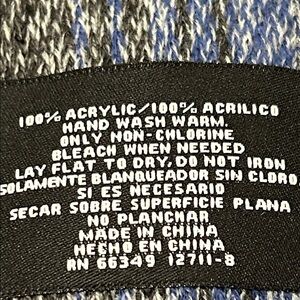 100% ACRYLIC/100% ACRILICO
HAND WASH WARM.
ONLY NON-CHLORINE
BLEACH WHEN NEEDED
LAY FLAT TO DRY, DO NOT IRON
SOLAMENTE BLANQUEADOR SIN CLORO
SI ES NECESARIO
SECAR SOBRE SUPERFICIE PLANA
NO PLANCHAR
MADE IN CHINA
HECHO EN CHINA
RN 66349 12711-8